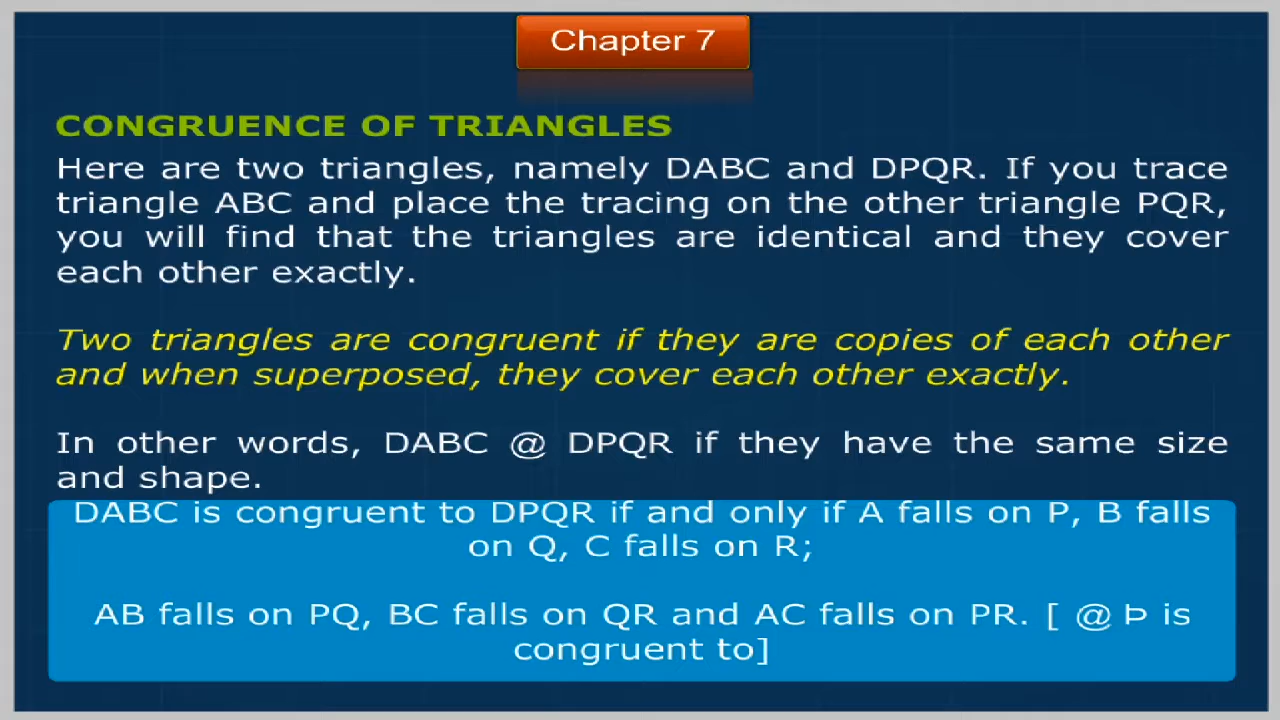 Chapter 7
CONGRUENCE OF TRIANGLES
Here are two triangles, namely DABC and DPQR. If you trace
triangle ABC and place the tracing on the other triangle PQR,
you will find that the triangles are identical and they cover
each other exactly.
Two triangles are congruent if they are copies of each other
and when superposed, they cover each other exactly.
In other words, DABC @ DPQR if they have the same size
and shape.
DABC is congruent to DPQR if and only if A falls on P, B falls
on Q, C falls on R;
AB falls on PQ, BC falls on QR and AC falls on PR. [ @ Þ is
congruent to]